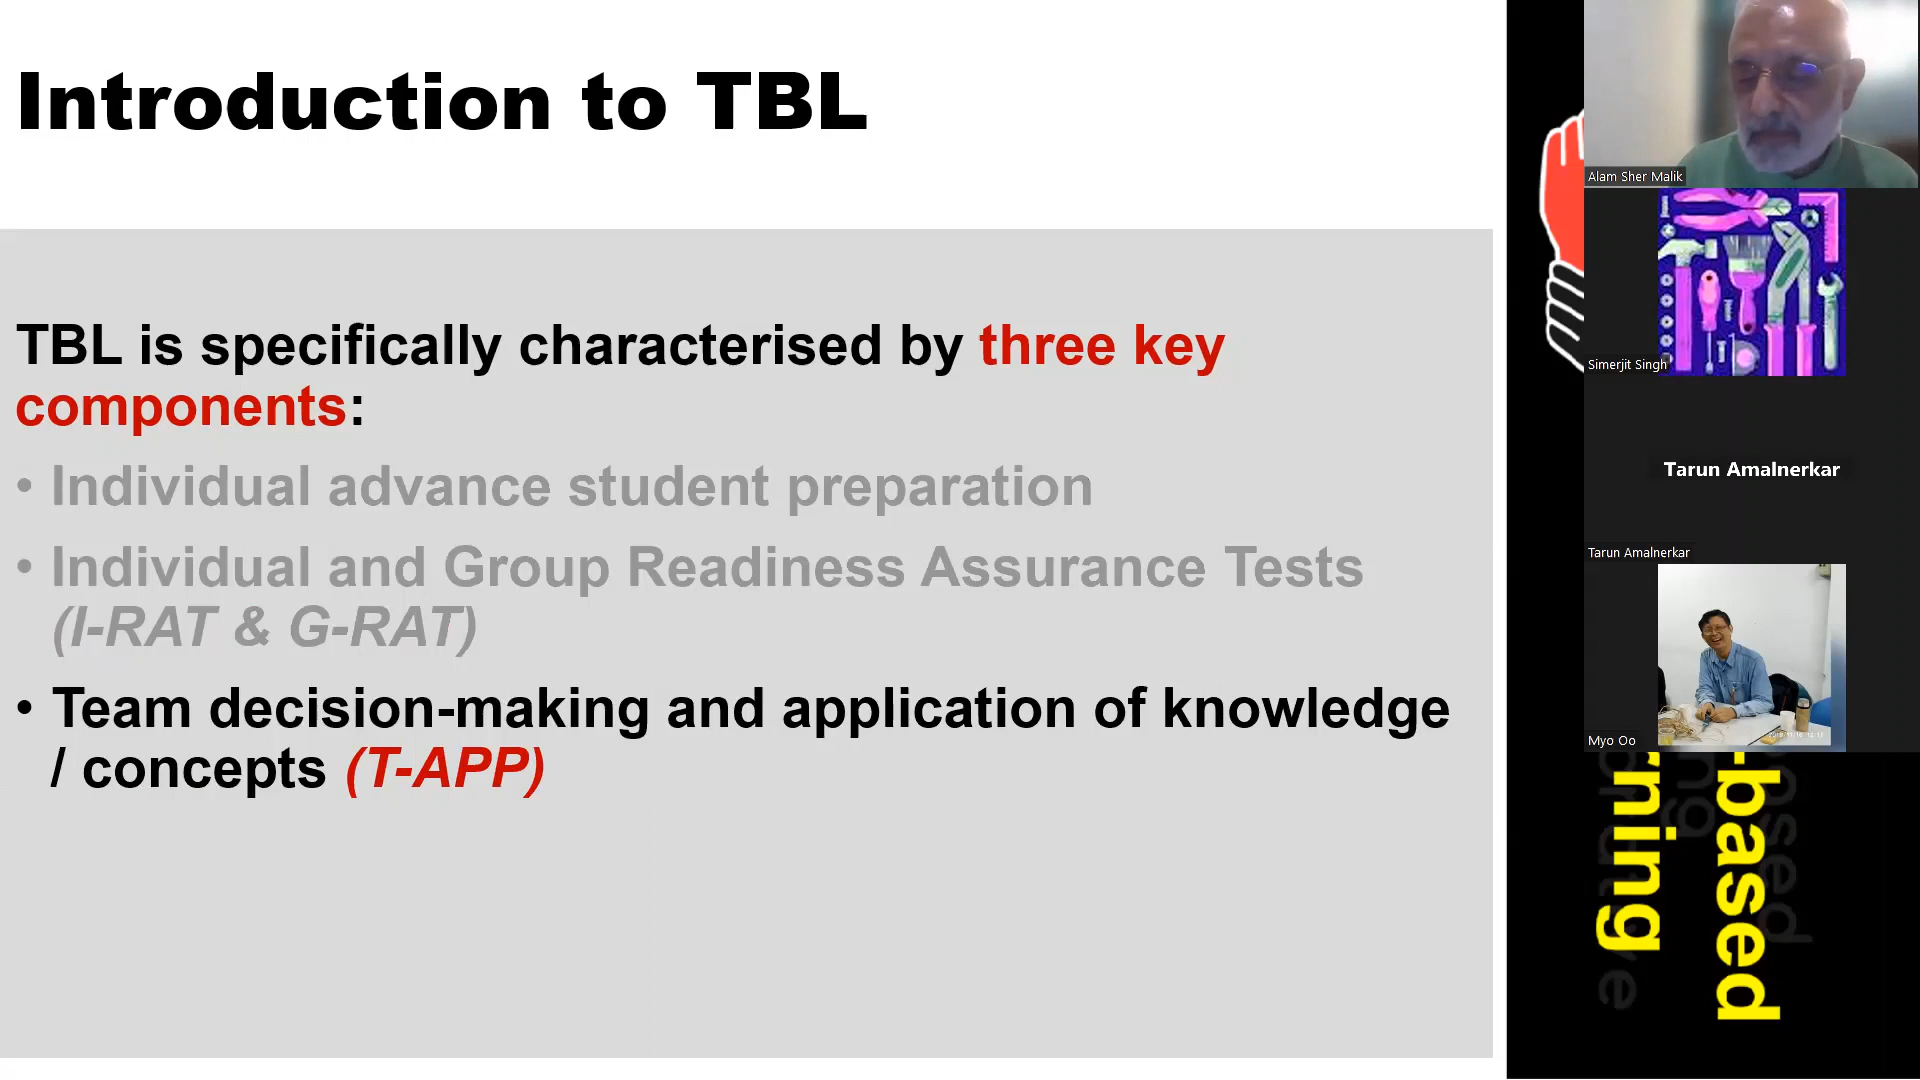 Introduction to TBL
TBL is specifically characterised by three key
components:
• Individual advance student preparation
• Individual and Group Readiness Assurance Tests
(I-RAT & G-RAT)
• Team decision-making and application of knowledge
/ concepts (T-APP)
Alam Sher Malik
Simerjit Singh
Tarun Amalnerkar
Tarun Amalnerkar
Myo Oo
-based
rning